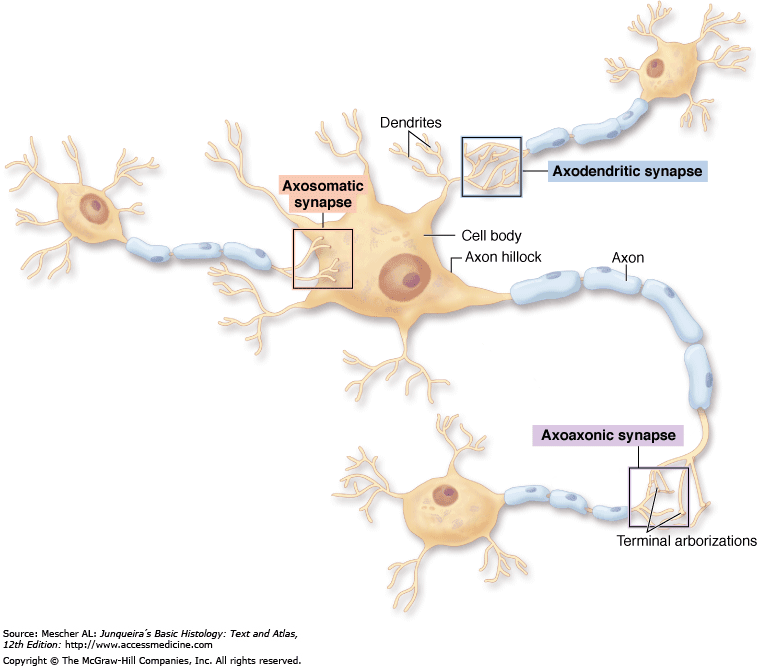 Dendrites
Axodendritic synapse
Axosomatic
synapse
Cell body
Axon hillock
Axon
Axoaxonic synapse
Terminal arborizations
Source: Mescher AL: Junqueira´s Basic Histology: Text and Atlas,
12th Edition: http://www.accessmedicine.com
Copyright © The McGraw-Hill Companies, Inc. All rights reserved.